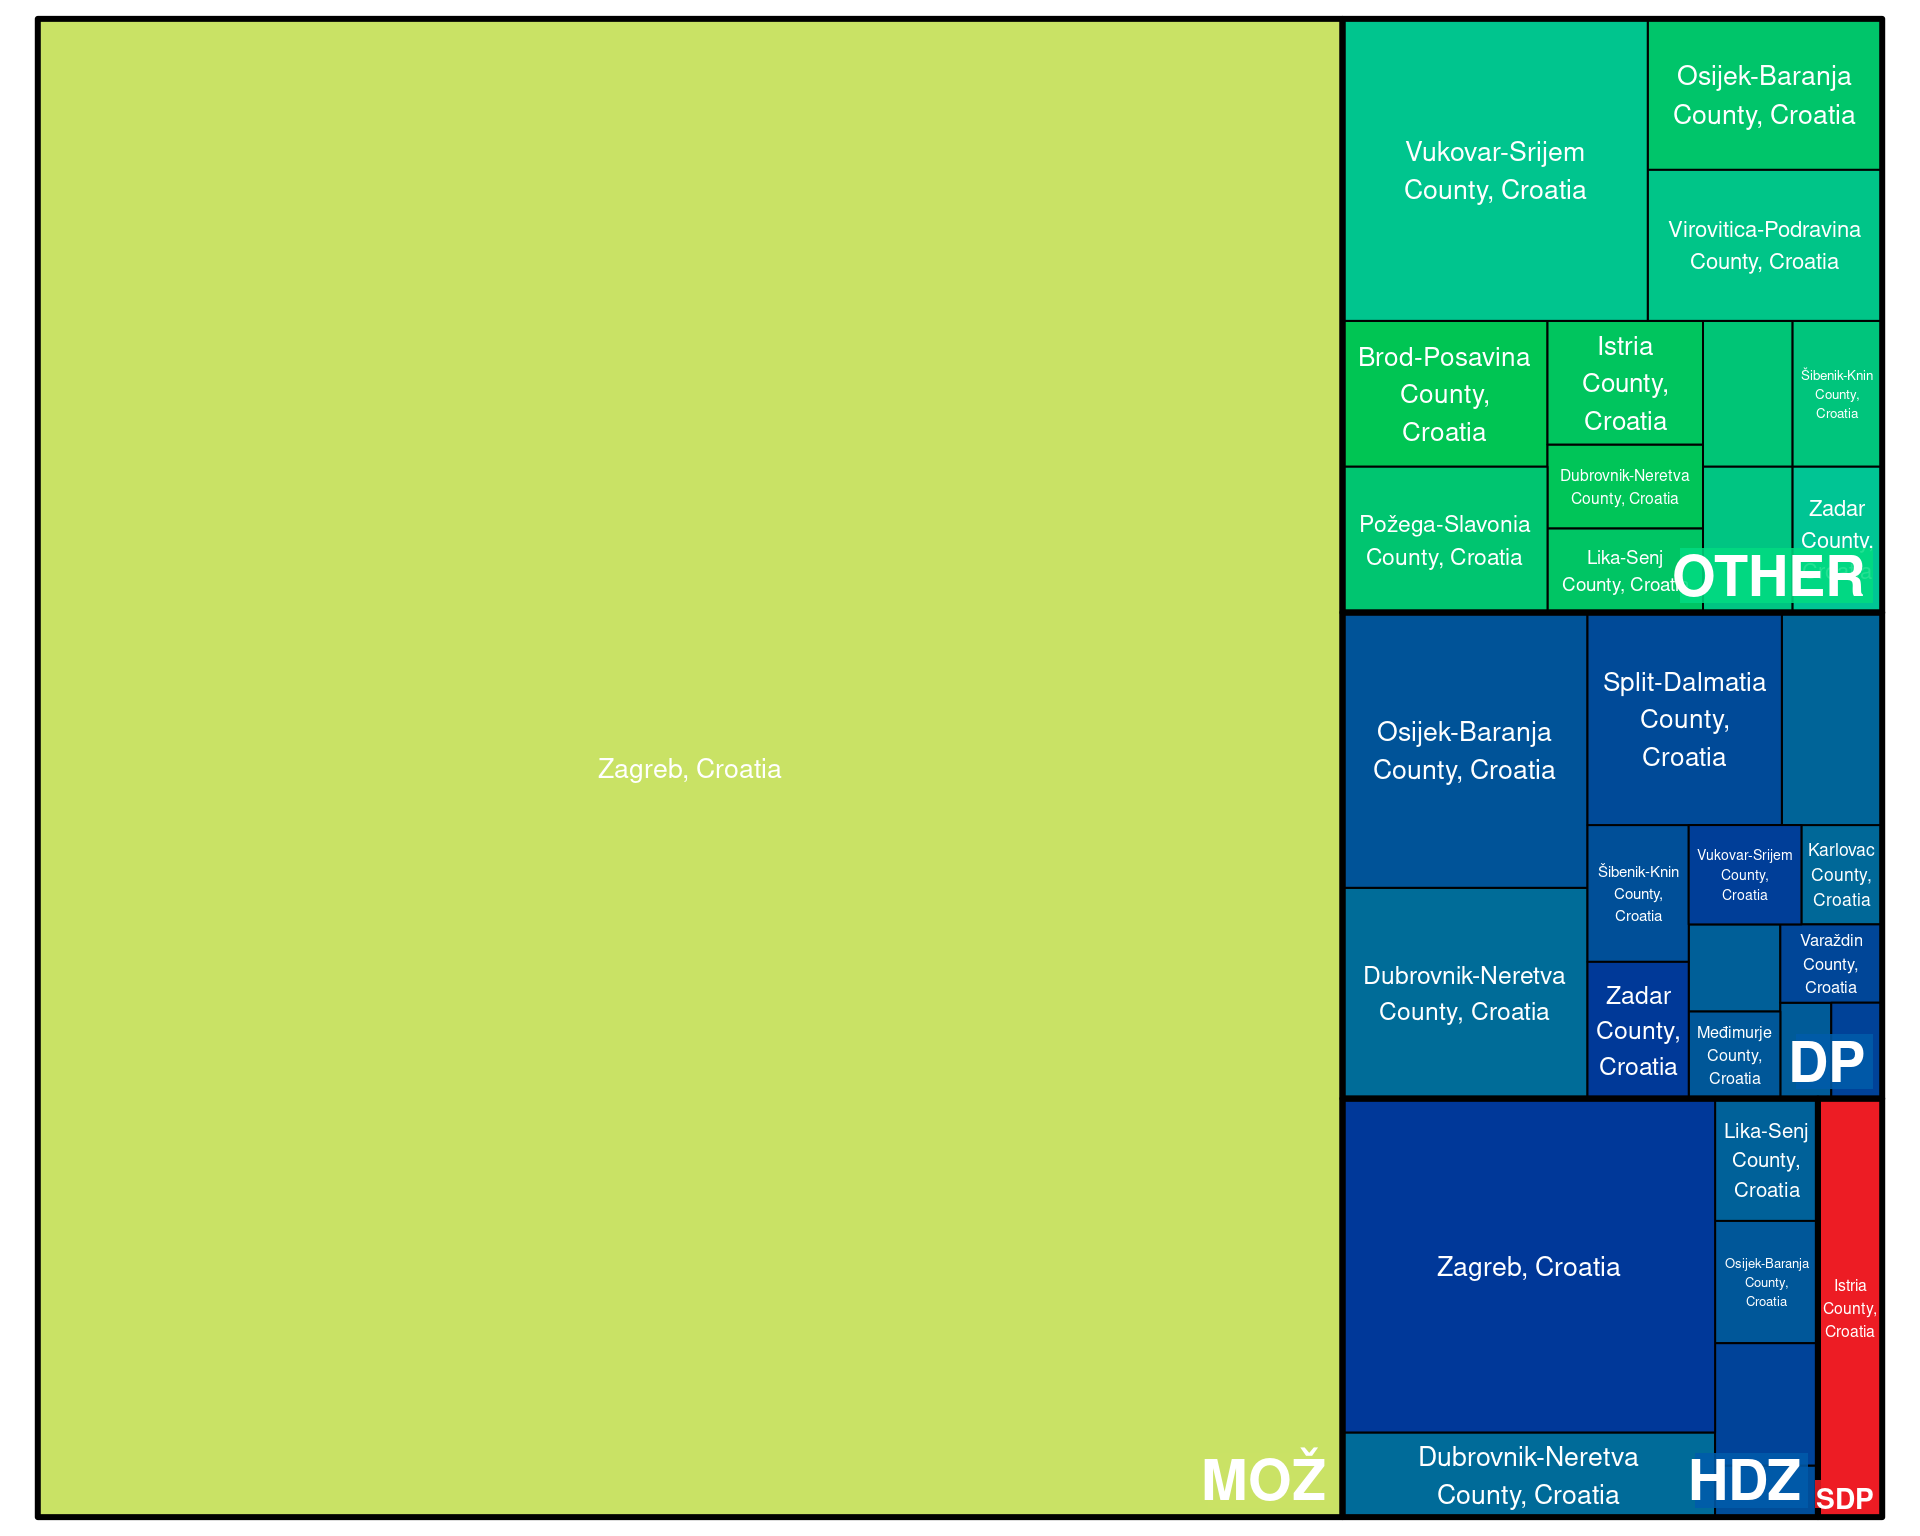 Zagreb, Croatia
MOŽ
Vukovar-Srijem
County, Croatia
Osijek-Baranja
County, Croatia
Virovitica-Podravina
County, Croatia
Brod-Posavina
County,
Croatia
Istria
County,
Croatia
Šibenik-Knin
County,
Croatia
Požega-Slavonia
County, Croatia
Dubrovnik-Neretva
County, Croatia
Lika-Senj
County, Croatia
Zadar
County,
Croatia
OTHER
Osijek-Baranja
County, Croatia
Split-Dalmatia
County,
Croatia
Dubrovnik-Neretva
County, Croatia
Šibenik-Knin
County,
Croatia
Vukovar-Srijem
County,
Croatia
Karlovac
County,
Croatia
Zadar
County,
Croatia
Varaždin
County,
Croatia
Međimurje
County,
Croatia
DP
Zagreb, Croatia
Lika-Senj
County,
Croatia
Osijek-Baranja
County,
Croatia
Dubrovnik-Neretva
County, Croatia
HDZ
Istria
County,
Croatia
SDP